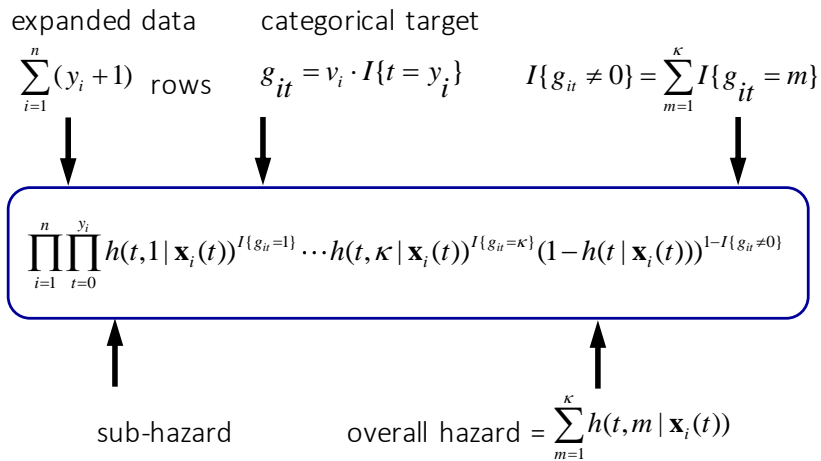 expanded data categorical target
∑_{i=1}^{n} (y_i + 1) rows g_{it} = v_i · I{t = y_i} I{g_{it} ≠ 0} = ∑_{m=1}^{κ} I{g_{it} = m}
∏_{i=1}^{n} ∏_{t=0}^{y_i} h(t,1 | 𝐱_i(t))^{I{g_{it}=1}} ⋯ h(t,κ | 𝐱_i(t))^{I{g_{it}=κ}} (1 − h(t | 𝐱_i(t)))^{1−I{g_{it}≠0}}
sub-hazard overall hazard = ∑_{m=1}^{κ} h(t,m | 𝐱_i(t))